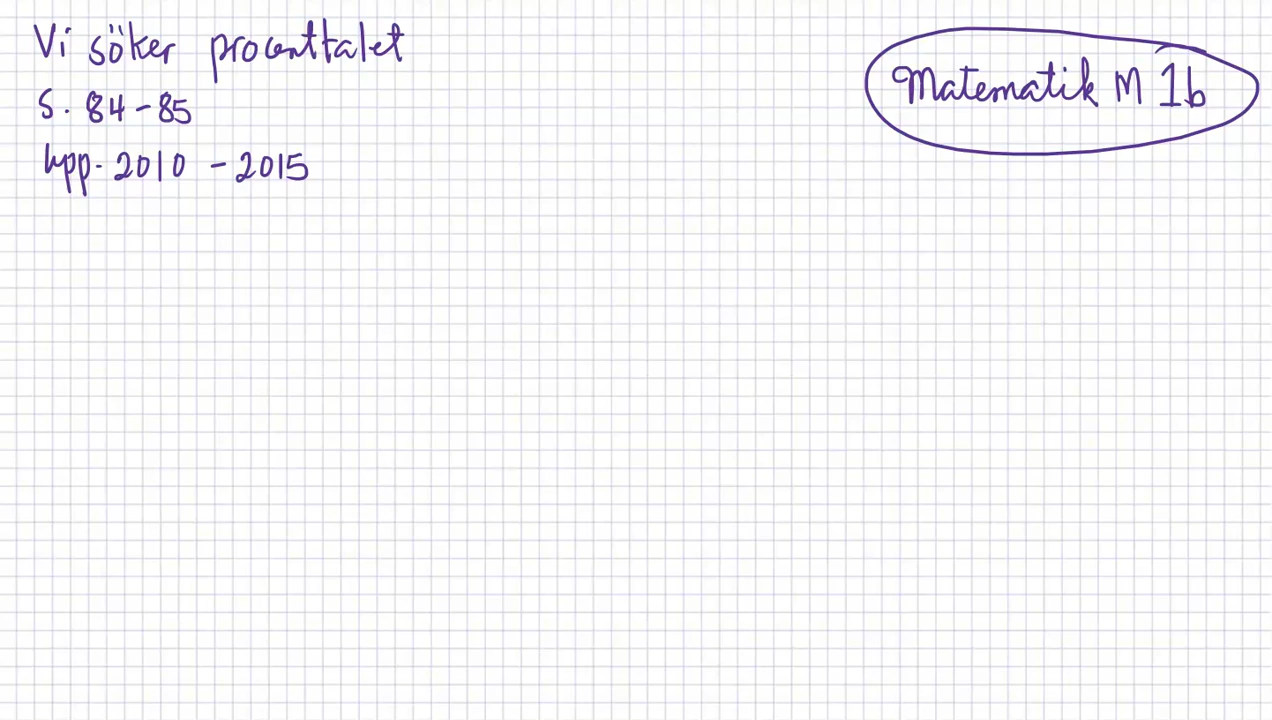 Vi söker procenttalet
Matematik M 1b
s. 84-85
upp. 2010 - 2015